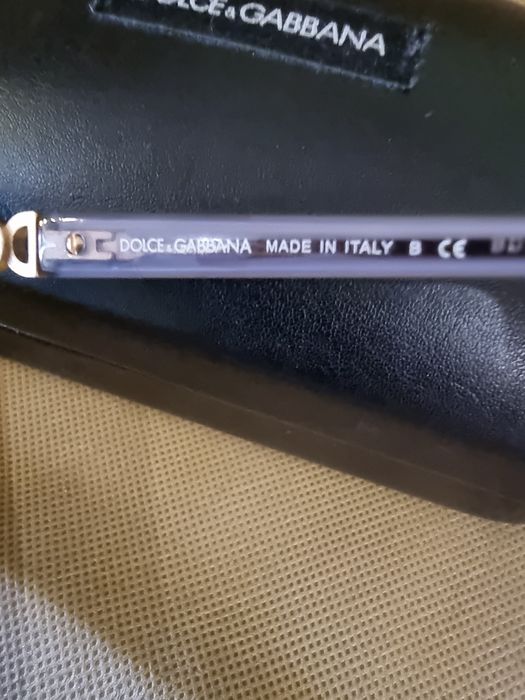 DOLCE & GABBANA
DOLCE & GABBANA MADE IN ITALY B CE